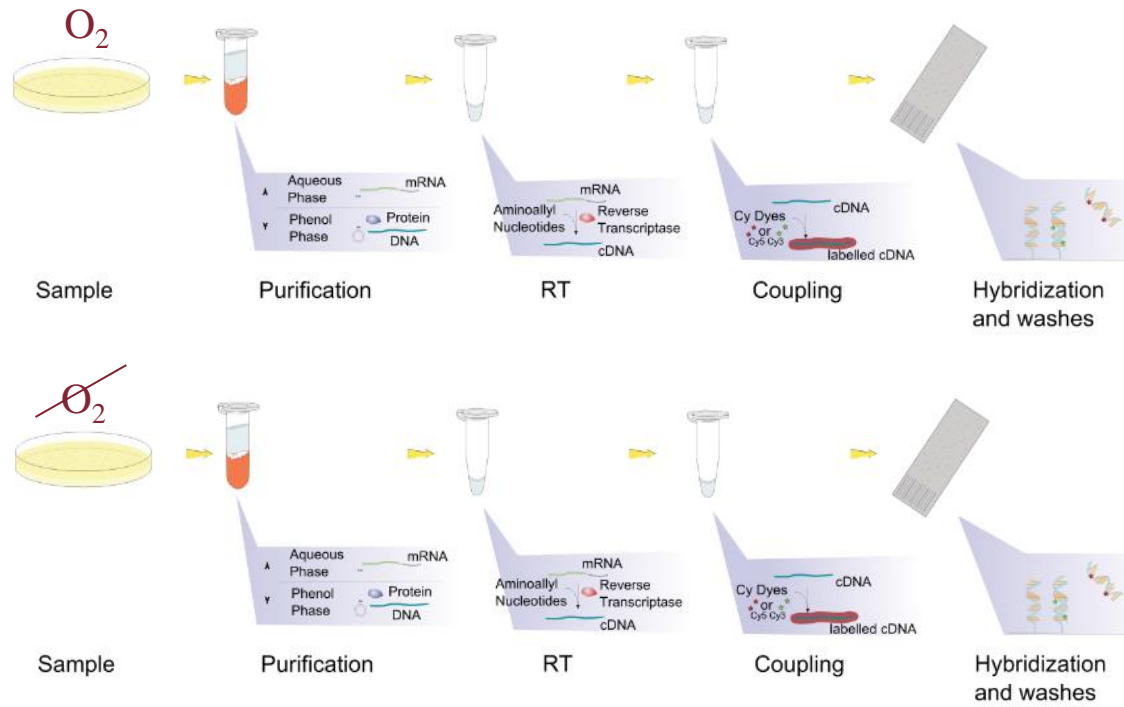 O2
Aqueous
Phase
mRNA
Phenol
Phase
Protein
DNA
mRNA
Aminoallyl
Nucleotides
Reverse
Transcriptase
cDNA
cDNA
Cy Dyes
or
Cy5 Cy3
labelled cDNA
Sample
Purification
RT
Coupling
Hybridization
and washes
O2
Aqueous
Phase
mRNA
Phenol
Phase
Protein
DNA
mRNA
Aminoallyl
Nucleotides
Reverse
Transcriptase
cDNA
cDNA
Cy Dyes
or
Cy5 Cy3
labelled cDNA
Sample
Purification
RT
Coupling
Hybridization
and washes